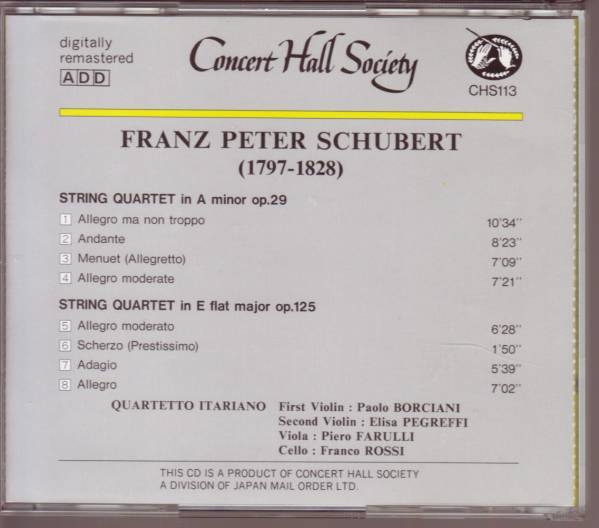 digitally
remastered
ADD
Concert Hall Society
CHS113
FRANZ PETER SCHUBERT
(1797-1828)
STRING QUARTET in A minor op.29
1 Allegro ma non troppo 10'34"
2 Andante 8'23"
3 Menuet (Allegretto) 7'09"
4 Allegro moderate 7'21"
STRING QUARTET in E flat major op.125
5 Allegro moderato 6'28"
6 Scherzo (Prestissimo) 1'50"
7 Adagio 5'39"
8 Allegro 7'02"
QUARTETTO ITARIANO First Violin : Paolo BORCIANI
Second Violin : Elisa PEGREFFI
Viola : Piero FARULLI
Cello : Franco ROSSI
THIS CD IS A PRODUCT OF CONCERT HALL SOCIETY
A DIVISION OF JAPAN MAIL ORDER LTD.